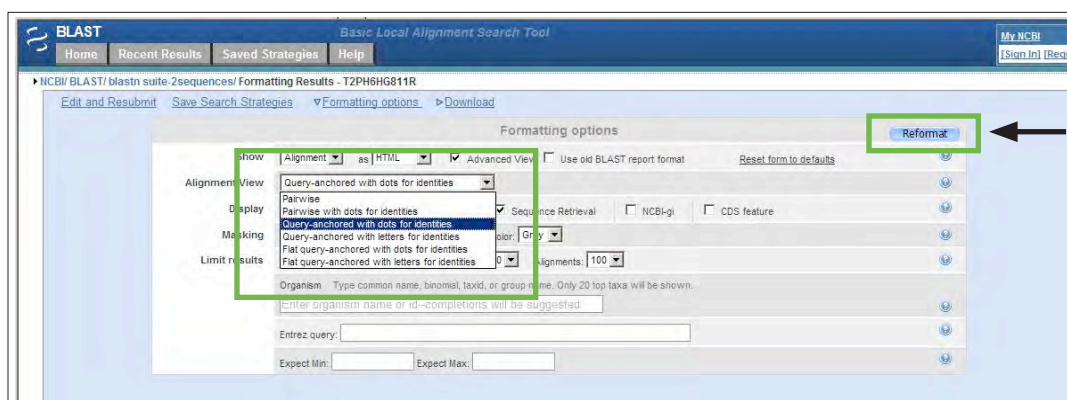 BLAST Basic Local Alignment Search Tool
My NCBI
Home Recent Results Saved Strategies Help
[Sign In]
NCBI/ BLAST/ blastn suite-2sequences/ Formatting Results - T2PH6HG811R
Edit and Resubmit Save Search Strategies Formatting options Download
Formatting options
Reformat
Show Alignment as HTML Advanced View Use old BLAST report format Reset form to defaults
Alignment View Query-anchored with dots for identities
Pairwise
Display Pairwise with dots for identities Sequence Retrieval NCBI-gi CDS feature
Query-anchored with dots for identities
Masking Query-anchored with letters for identities Color: Gray
Flat query-anchored with dots for identities
Limit results Flat query-anchored with letters for identities 0 Alignments: 100
Organism Type common name, binomial, taxid, or group name. Only 20 top taxa will be shown.
Enter organism name or id--completions will be suggested
Entrez query:
Expect Min: Expect Max: